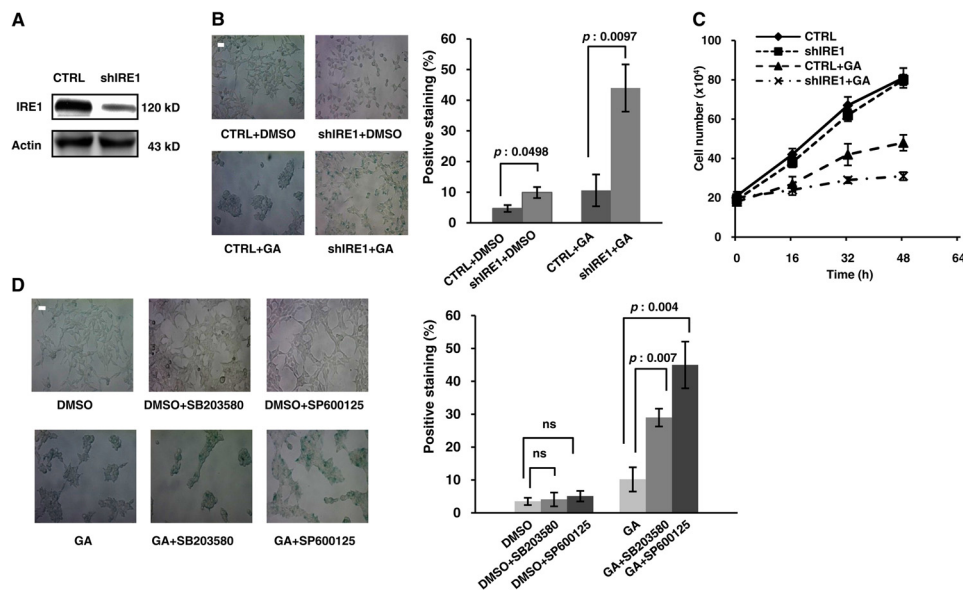 A
CTRL shIRE1
IRE1
120 kD
Actin
43 kD
B
CTRL+DMSO
shIRE1+DMSO
CTRL+GA
shIRE1+GA
Positive staining (%)
60
50
40
30
20
10
0
p : 0.0498
p : 0.0097
CTRL+DMSO
shIRE1+DMSO
CTRL+GA
shIRE1+GA
C
CTRL
shIRE1
CTRL+GA
shIRE1+GA
Cell number (x10⁴)
100
80
60
40
20
0
0 16 32 48 64
Time (h)
D
DMSO
DMSO+SB203580
DMSO+SP600125
GA
GA+SB203580
GA+SP600125
Positive staining (%)
60
50
40
30
20
10
0
ns
ns
p : 0.004
p : 0.007
DMSO
DMSO+SB203580
DMSO+SP600125
GA
GA+SB203580
GA+SP600125